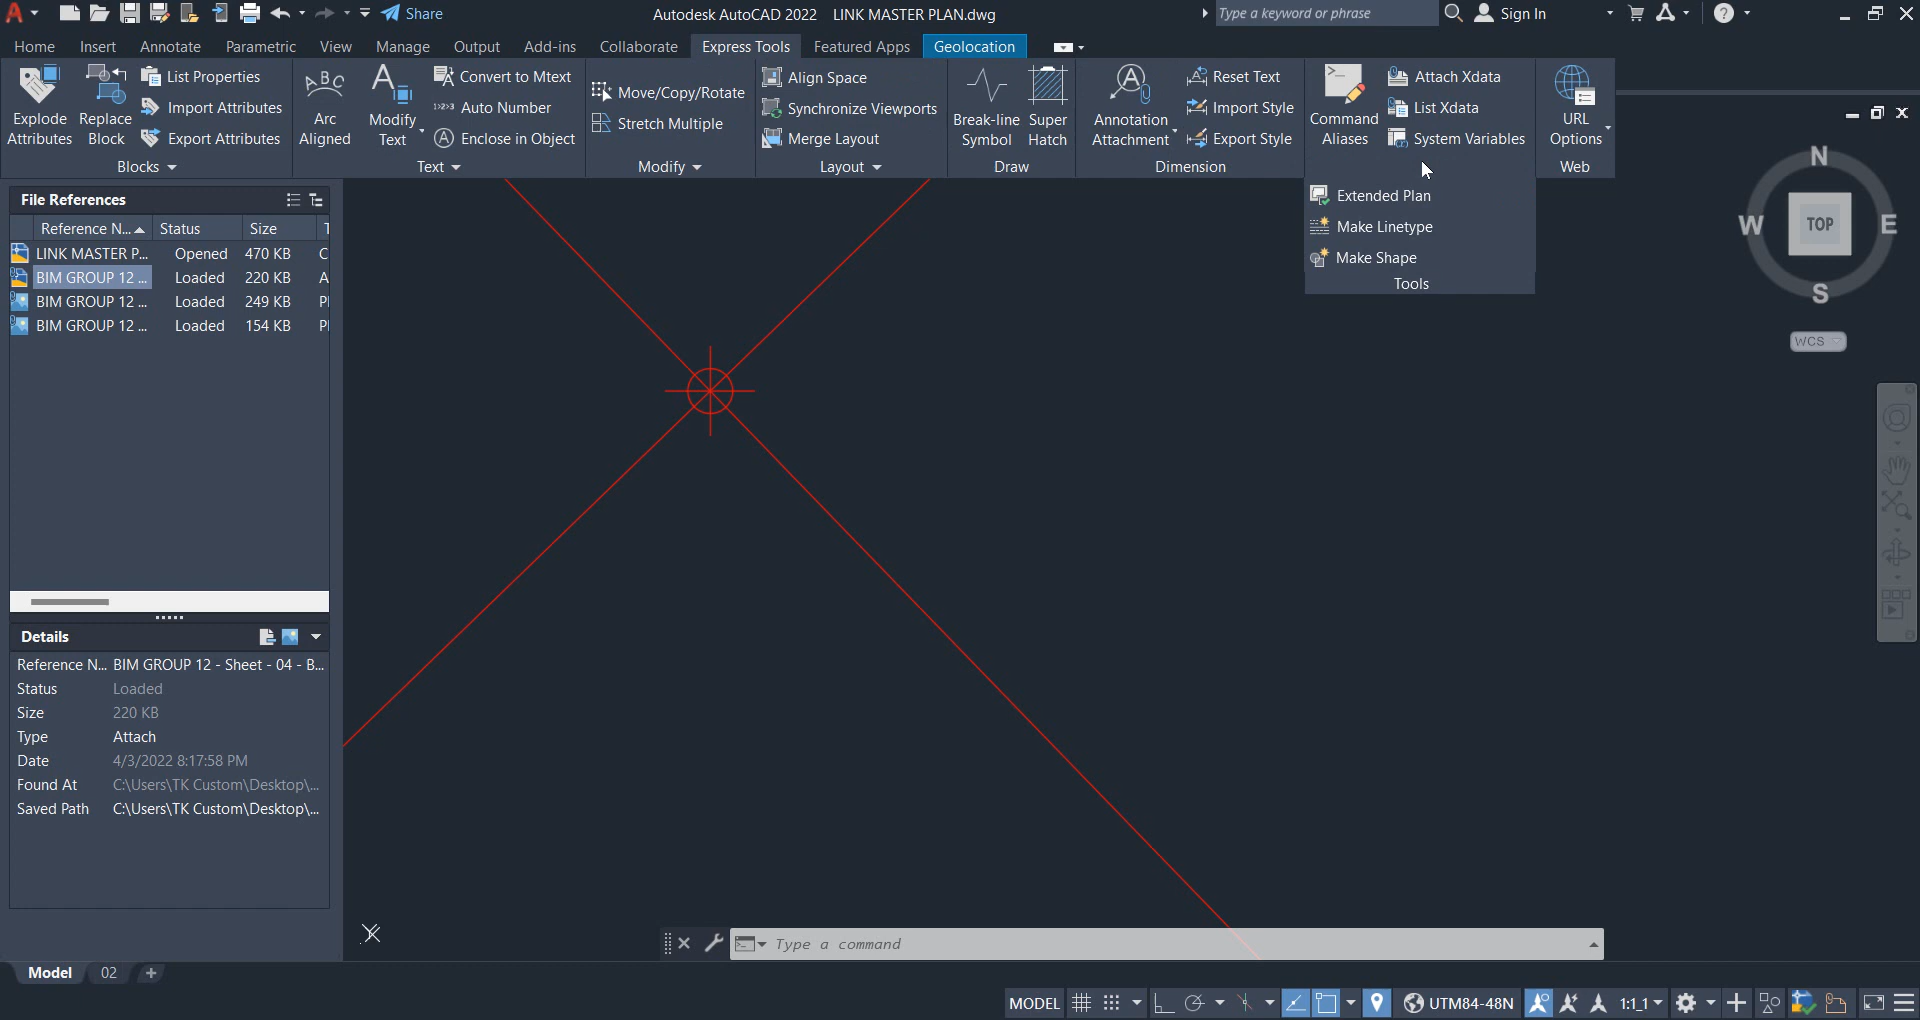 Share
Autodesk AutoCAD 2022 LINK MASTER PLAN.dwg
Type a keyword or phrase
Sign In
Home Insert Annotate Parametric View Manage Output Add-ins Collaborate Express Tools Featured Apps Geolocation
Explode
Attributes
Replace
Block
List Properties
Import Attributes
Export Attributes
Blocks
ABC
Arc
Aligned
Modify
Text
Convert to Mtext
Auto Number
Enclose in Object
Text
Move/Copy/Rotate
Stretch Multiple
Modify
Align Space
Synchronize Viewports
Merge Layout
Layout
Break-line
Symbol
Super
Hatch
Draw
Annotation
Attachment
Reset Text
Import Style
Export Style
Dimension
Command
Aliases
Attach Xdata
List Xdata
System Variables
Extended Plan
Make Linetype
Make Shape
Tools
URL
Options
Web
File References
Reference N... Status Size
LINK MASTER P... Opened 470 KB C
BIM GROUP 12 ... Loaded 220 KB A
BIM GROUP 12 ... Loaded 249 KB
BIM GROUP 12 ... Loaded 154 KB
Details
Reference N... BIM GROUP 12 - Sheet - 04 - B...
Status Loaded
Size 220 KB
Type Attach
Date 4/3/2022 8:17:58 PM
Found At C:\Users\TK Custom\Desktop\...
Saved Path C:\Users\TK Custom\Desktop\...
N
W TOP E
S
WCS
Type a command
Model 02 +
MODEL
UTM84-48N
1:1_1